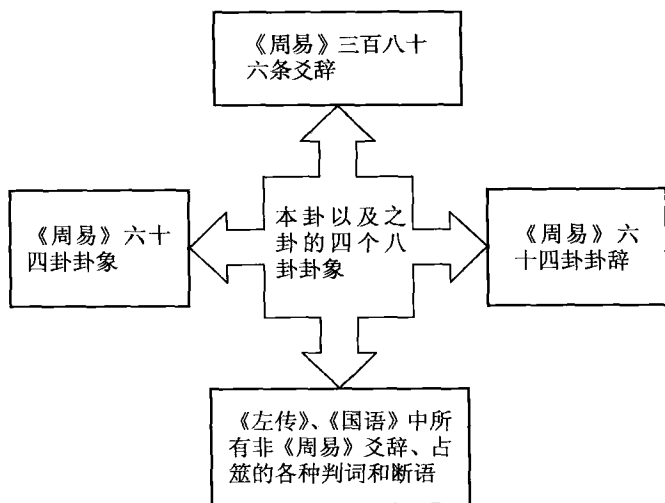 《周易》三百八十
六条爻辞
《周易》六十
四卦卦象
本卦以及之
卦的四个八
卦卦象
《周易》六
十四卦卦辞
《左传》、《国语》中所
有非《周易》爻辞、占
筮的各种判词和断语